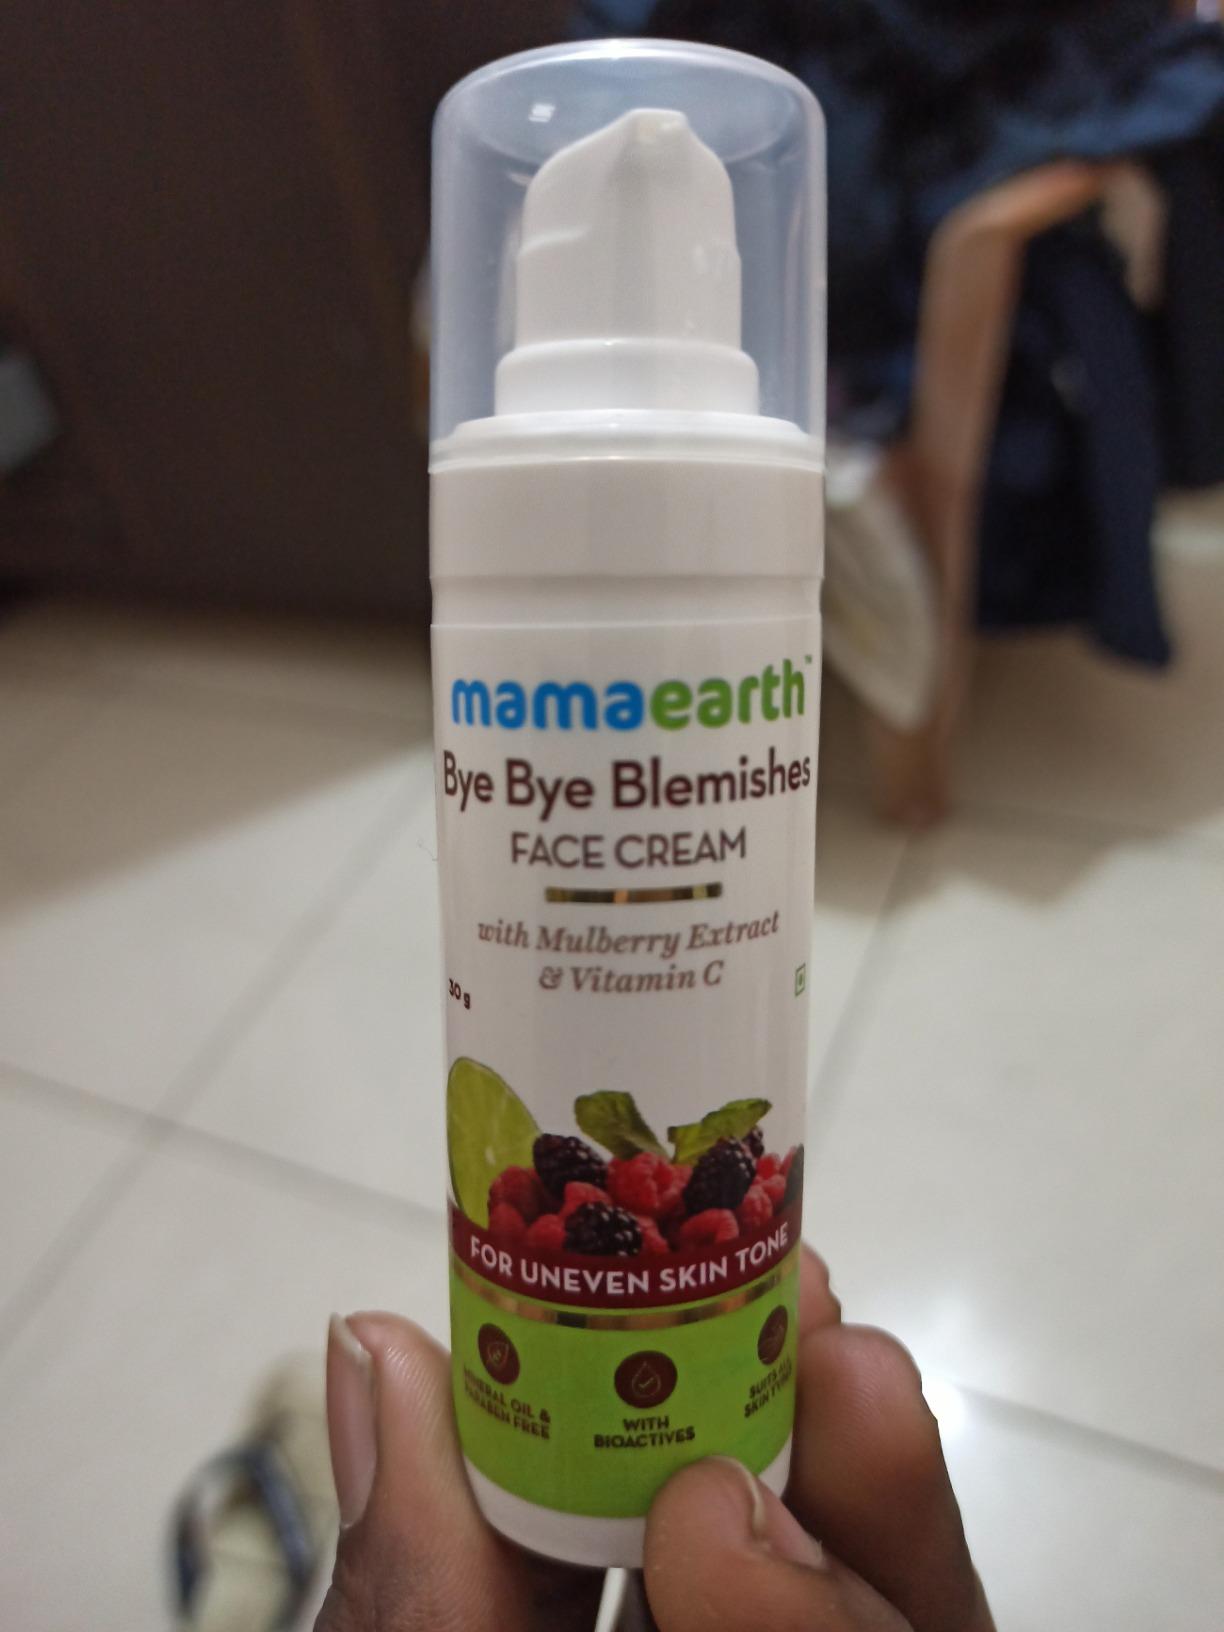 mamaearth™
Bye Bye Blemishes
FACE CREAM
with Mulberry Extract
& Vitamin C
30 g
FOR UNEVEN SKIN TONE
MINERAL OIL &
PARABEN FREE
WITH
BIOACTIVES
SUITS ALL
SKIN TYPES